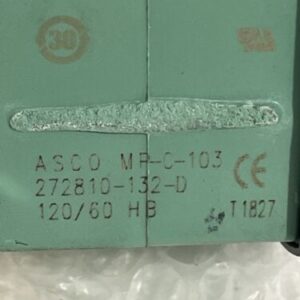 30
ASCO MP-C-103
CE
272810-132-D
120/60 HB
T1827